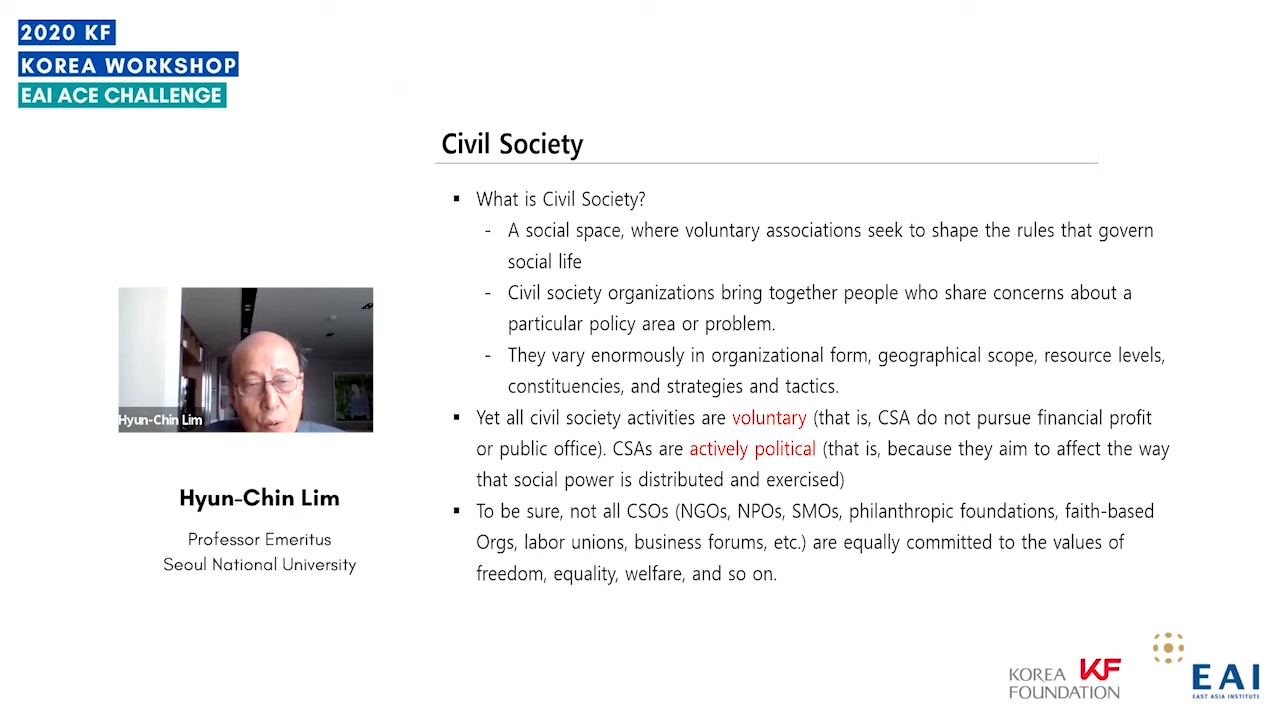 2020 KF
KOREA WORKSHOP
EAI ACE CHALLENGE
Civil Society
▪ What is Civil Society?
- A social space, where voluntary associations seek to shape the rules that govern
social life
- Civil society organizations bring together people who share concerns about a
particular policy area or problem.
- They vary enormously in organizational form, geographical scope, resource levels,
constituencies, and strategies and tactics.
▪ Yet all civil society activities are voluntary (that is, CSA do not pursue financial profit
or public office). CSAs are actively political (that is, because they aim to affect the way
that social power is distributed and exercised)
▪ To be sure, not all CSOs (NGOs, NPOs, SMOs, philanthropic foundations, faith-based
Orgs, labor unions, business forums, etc.) are equally committed to the values of
freedom, equality, welfare, and so on.
Hyun-Chin Lim
Hyun-Chin Lim
Professor Emeritus
Seoul National University
KOREA KF
FOUNDATION
EAI
EAST ASIA INSTITUTE